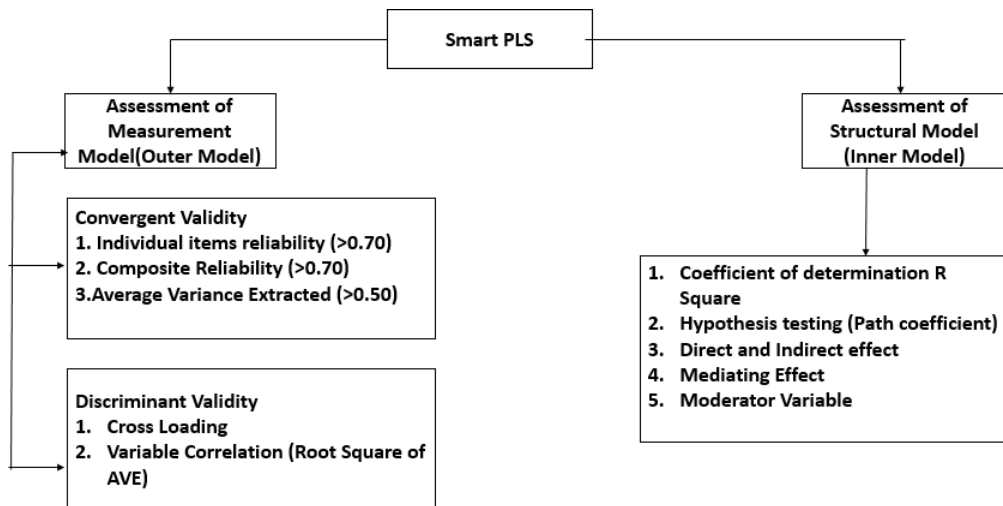 Smart PLS
Assessment of
Measurement
Model(Outer Model)
Convergent Validity
1. Individual items reliability (>0.70)
2. Composite Reliability (>0.70)
3.Average Variance Extracted (>0.50)
Discriminant Validity
1. Cross Loading
2. Variable Correlation (Root Square of
AVE)
Assessment of
Structural Model
(Inner Model)
1. Coefficient of determination R
Square
2. Hypothesis testing (Path coefficient)
3. Direct and Indirect effect
4. Mediating Effect
5. Moderator Variable